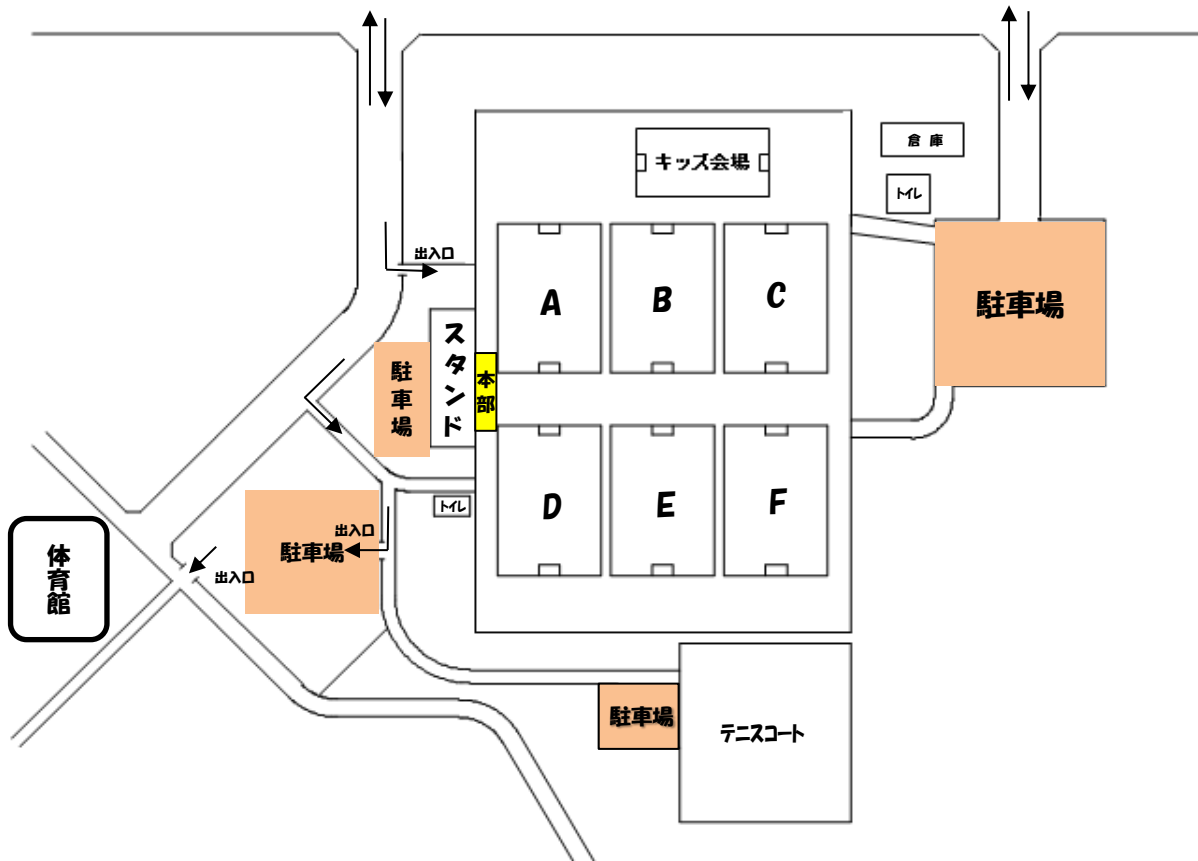 倉 庫
キッズ会場
トイレ
出入口
A
B
C
駐車場
スタンド
本部
駐車場
D
E
F
トイレ
出入口
駐車場
体育館
出入口
駐車場
テニスコート